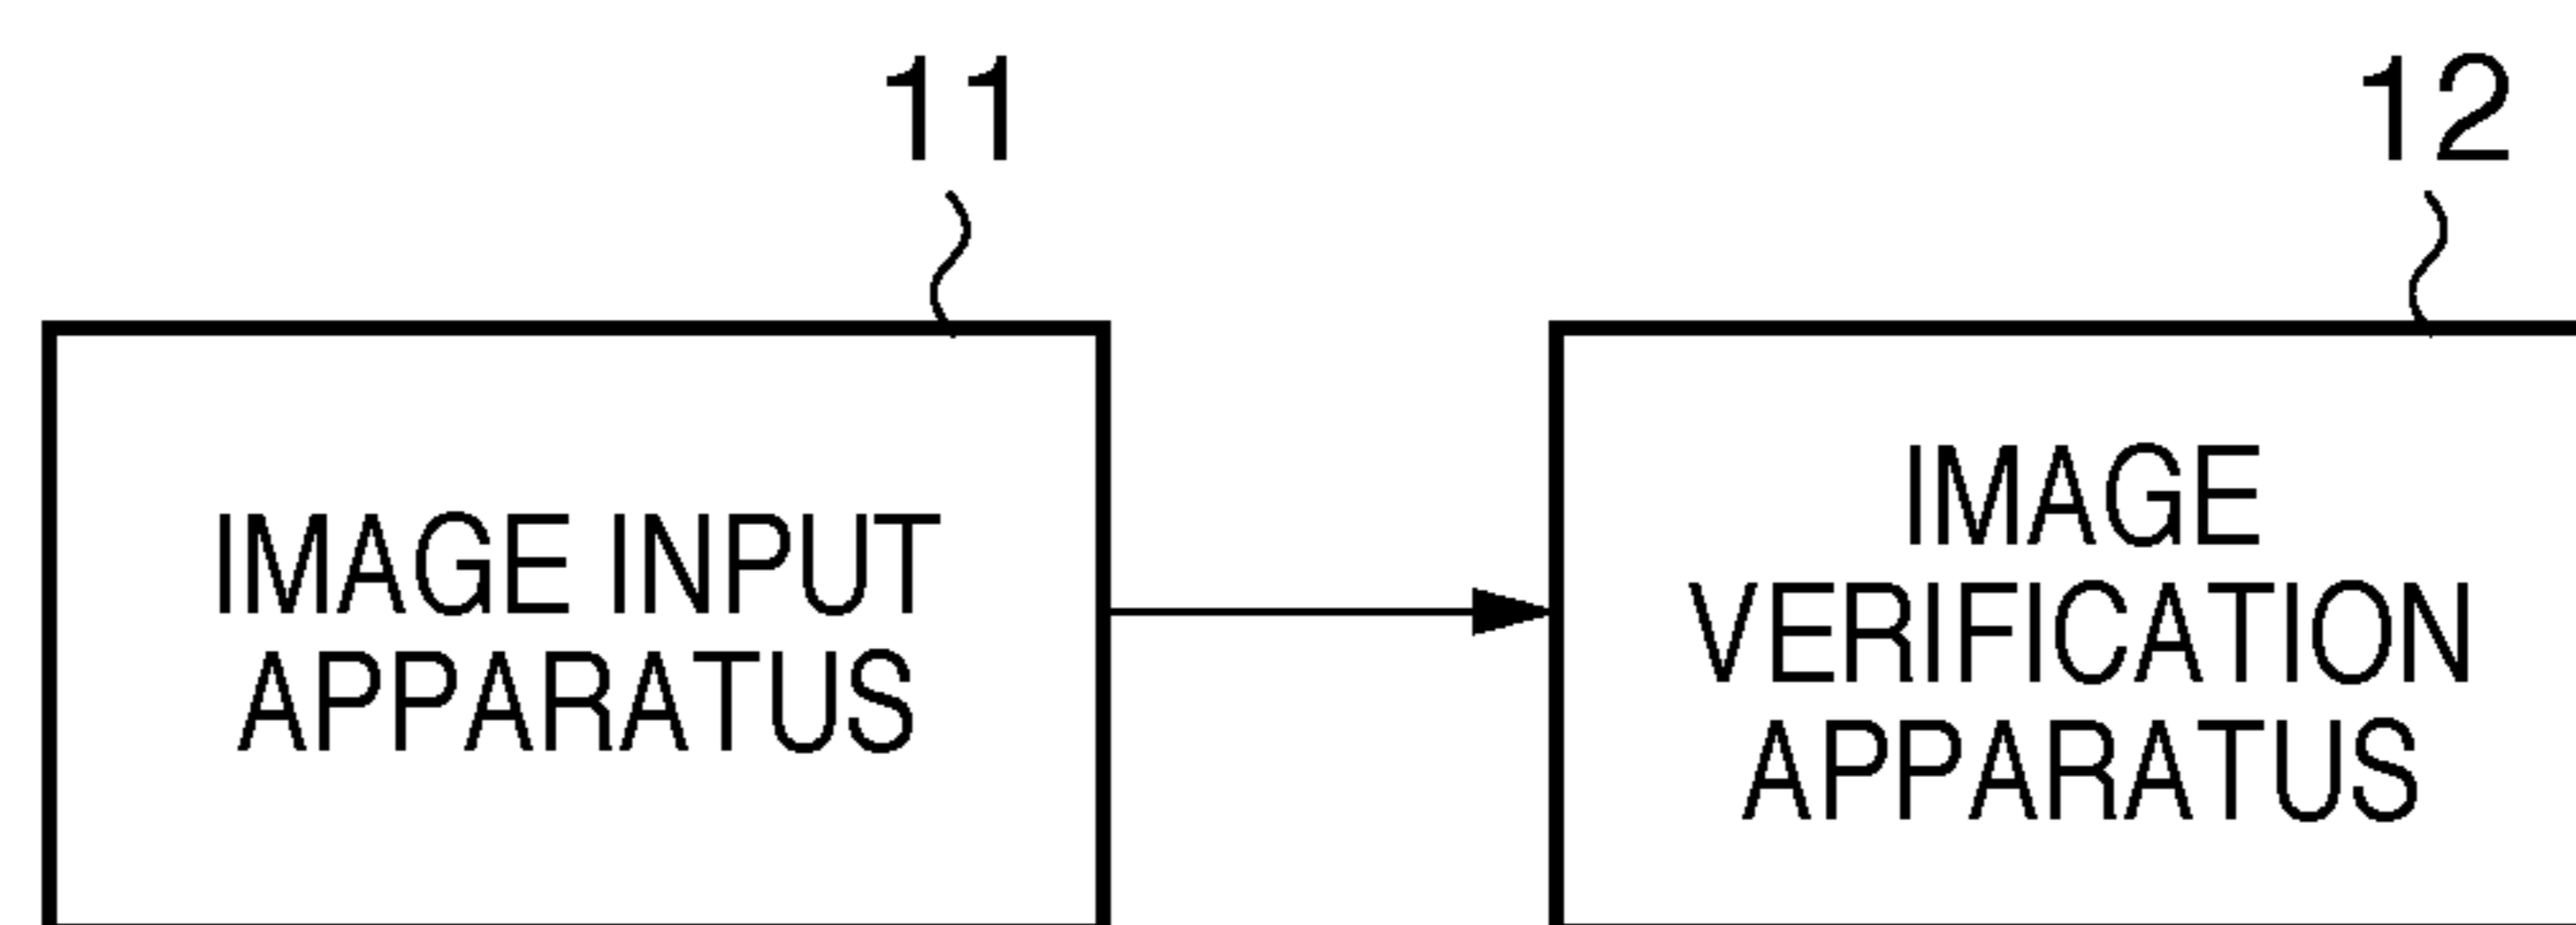 11
12
IMAGE INPUT
APPARATUS
IMAGE
VERIFICATION
APPARATUS